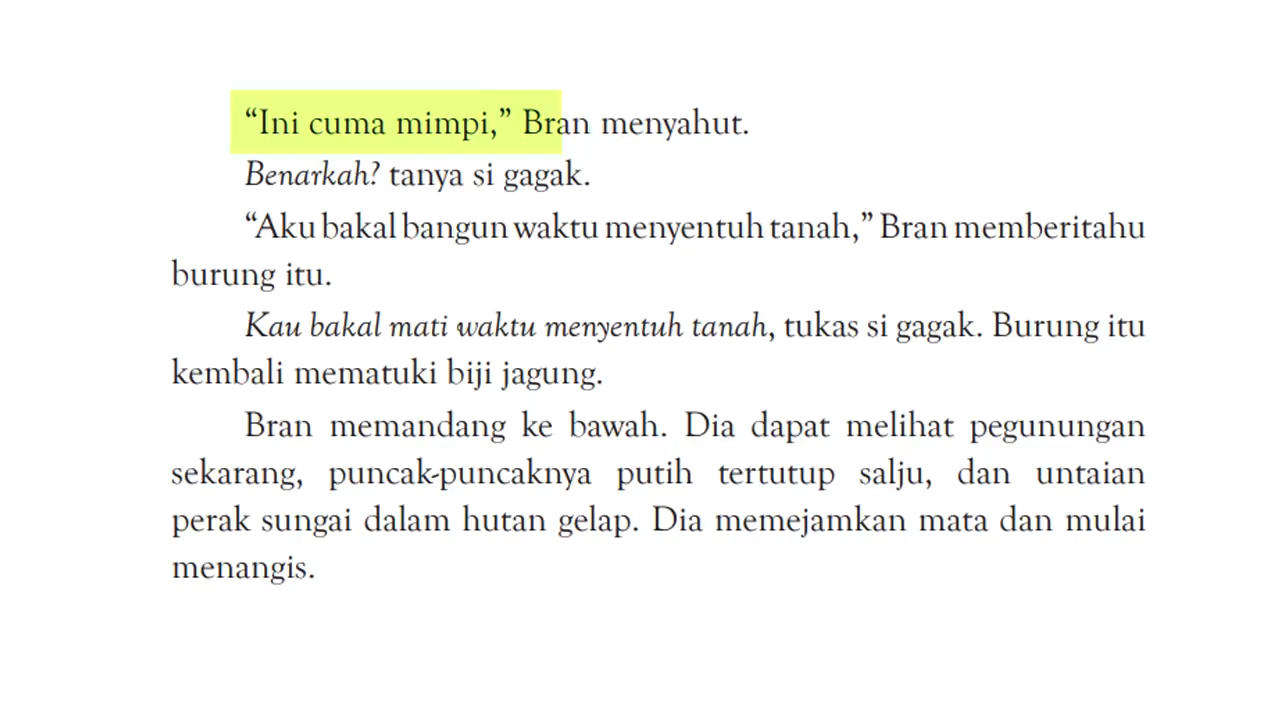 “Ini cuma mimpi,” Bran menyahut.
Benarkah? tanya si gagak.
“Aku bakal bangun waktu menyentuh tanah,” Bran memberitahu
burung itu.
Kau bakal mati waktu menyentuh tanah, tukas si gagak. Burung itu
kembali mematuki biji jagung.
Bran memandang ke bawah. Dia dapat melihat pegunungan
sekarang, puncak-puncaknya putih tertutup salju, dan untaian
perak sungai dalam hutan gelap. Dia memejamkan mata dan mulai
menangis.